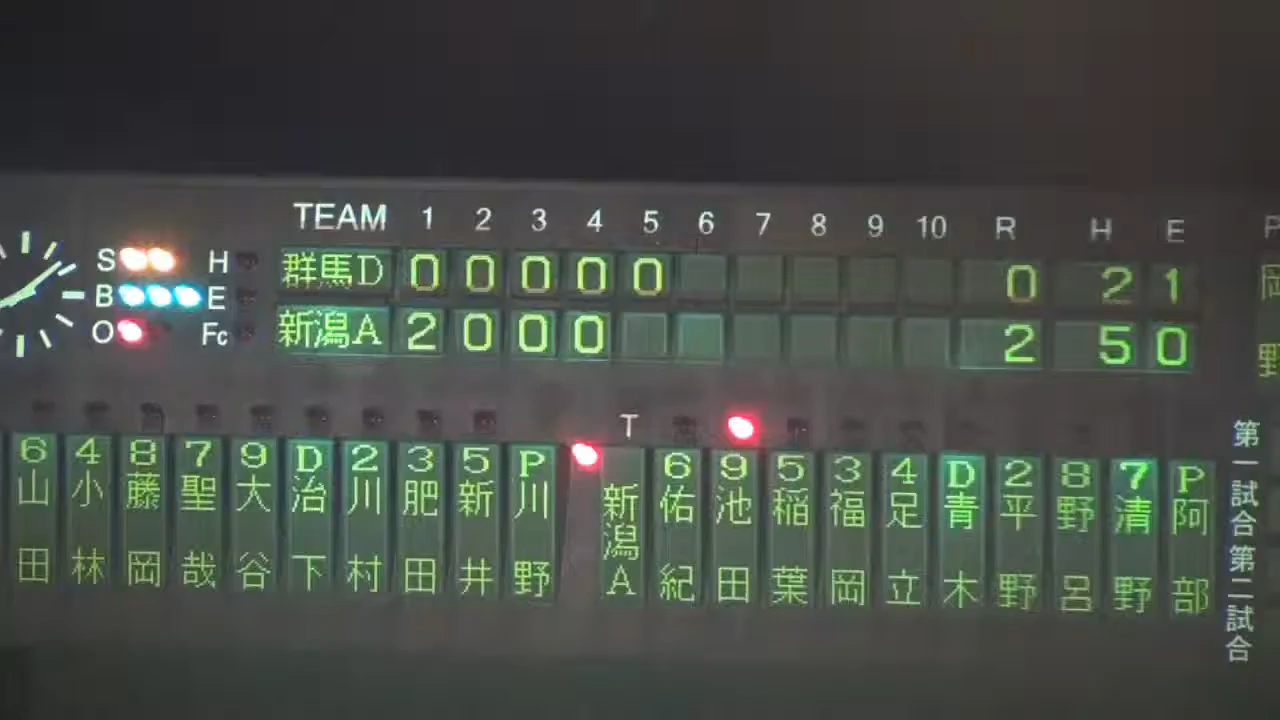 TEAM 1 2 3 4 5 6 7 8 9 10 R H E
S H 群馬D 0 0 0 0 0 0 2 1
B E
O Fc 新潟A 2 0 0 0 2 5 0
T
6 山田
4 小林
8 藤岡
7 聖哉
9 大谷
D 治下
2 川村
3 肥田
5 新井
P 川野
新潟A
6 佑紀
9 池田
5 稲葉
3 福岡
4 足立
D 青木
2 平野
8 野呂
7 清野
P 阿部
第一試合
第二試合